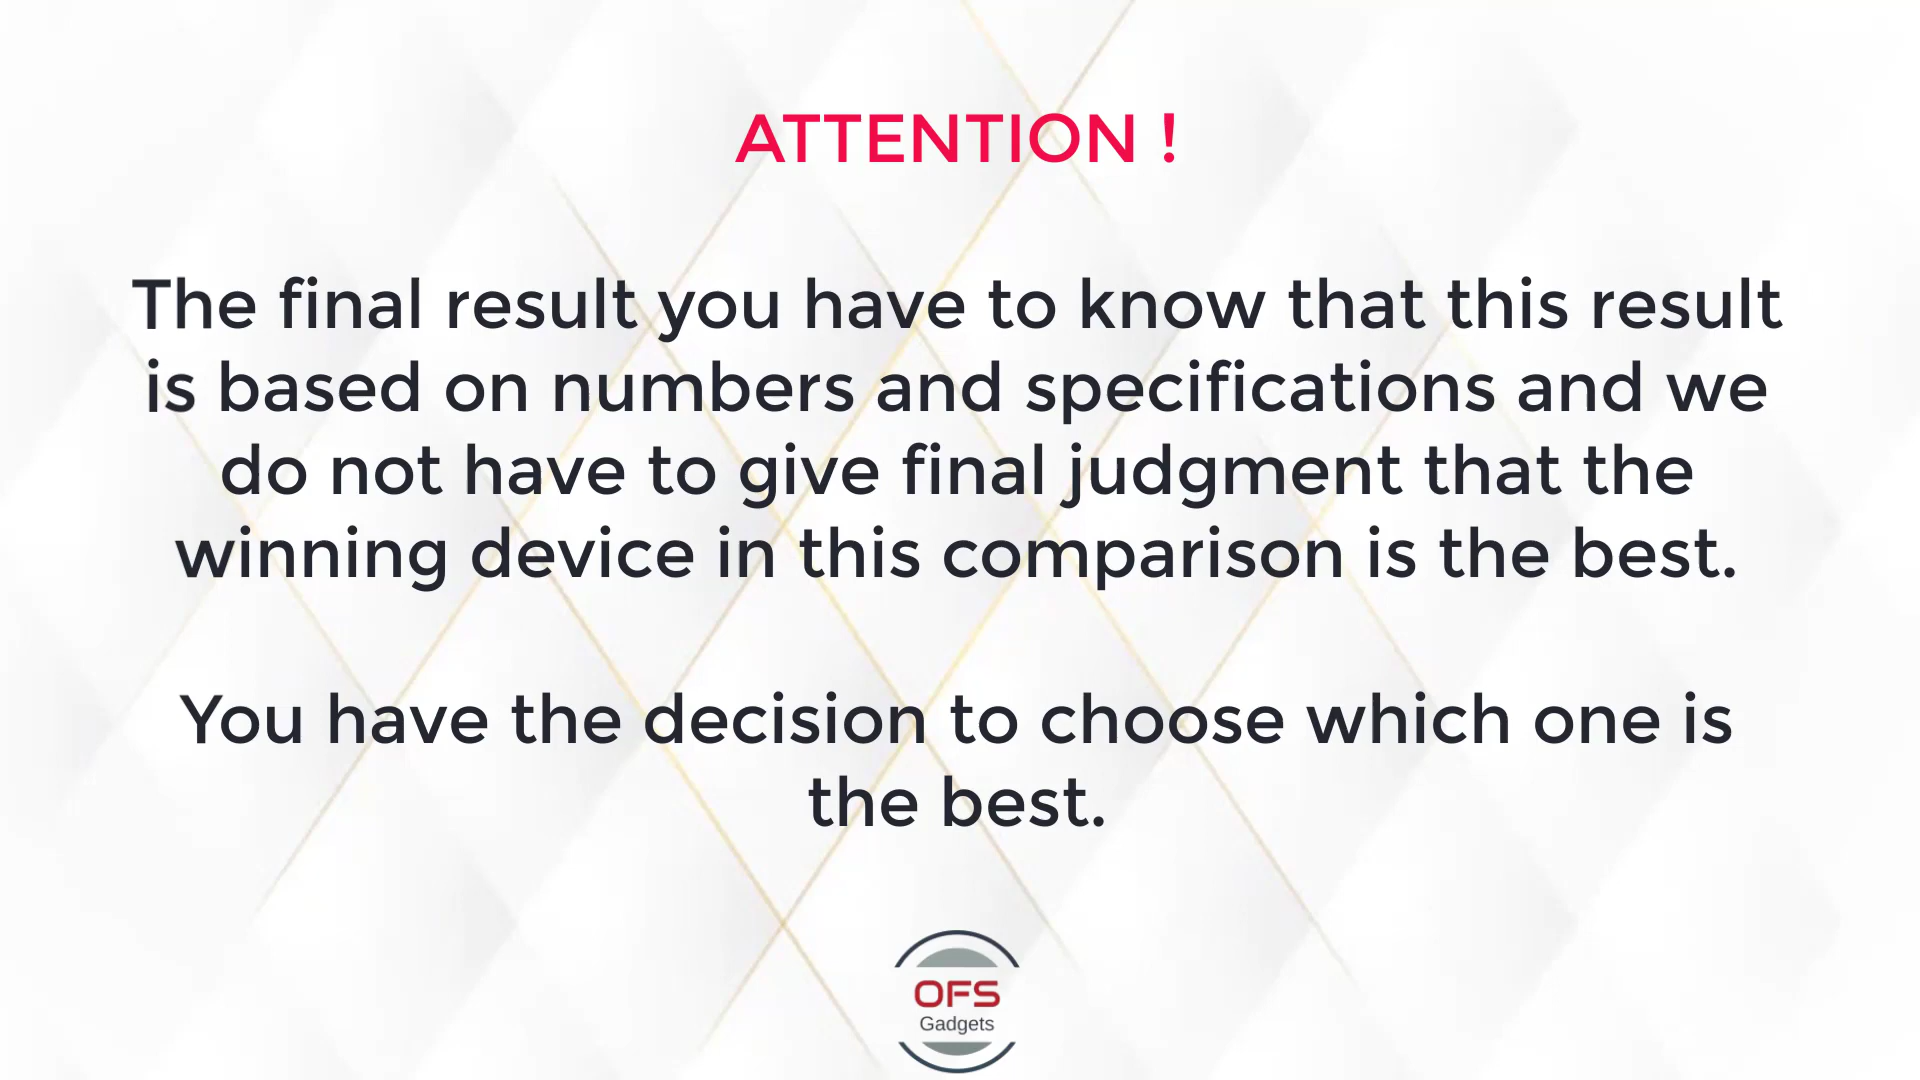 ATTENTION !
The final result you have to know that this result
is based on numbers and specifications and we
do not have to give final judgment that the
winning device in this comparison is the best.
You have the decision to choose which one is
the best.
OFS
Gadgets